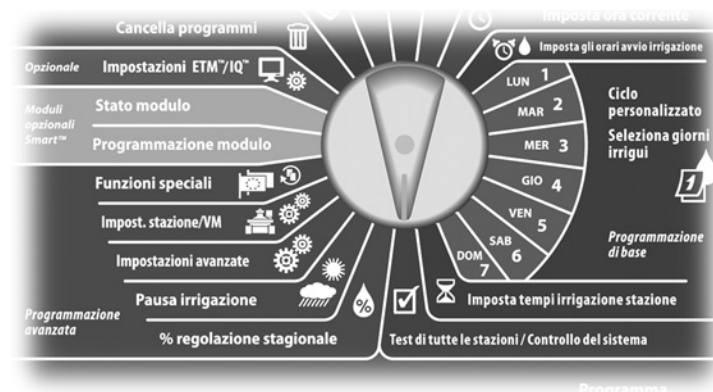 Cancella programmi
Opzionale
Impostazioni ETM™/IQ™
Moduli
opzionali
Smart™
Stato modulo
Programmazione modulo
Funzioni speciali
Impost. stazione/VM
Impostazioni avanzate
Pausa irrigazione
Programmazione
avanzata
% regolazione stagionale
%
Imposta ora corrente
Imposta gli orari avvio irrigazione
LUN 1
MAR 2
MER 3
GIO 4
VEN 5
SAB 6
DOM 7
Ciclo
personalizzato
Seleziona giorni
irrigui
1
Programmazione
di base
Imposta tempi irrigazione stazione
Test di tutte le stazioni / Controllo del sistema
Programma